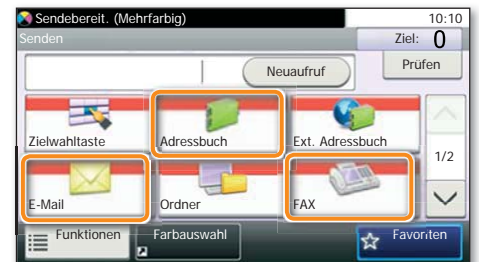 Sendebereit. (Mehrfarbig) 10:10
Senden Ziel: 0
Neuaufruf Prüfen
Zielwahltaste Adressbuch Ext. Adressbuch
1/2
E-Mail Ordner FAX
Funktionen Farbauswahl Favoriten